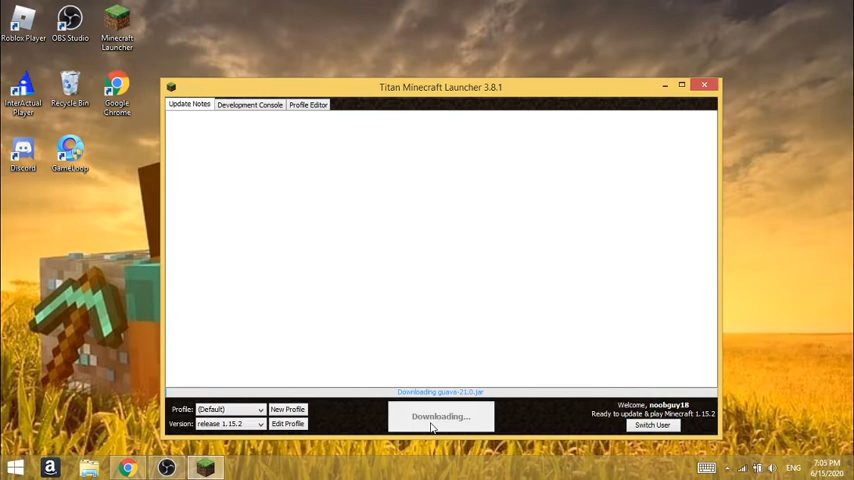 Roblox Player
OBS Studio
Minecraft
Launcher
InterActual
Player
Recycle Bin
Google
Chrome
Discord
GameLoop
Titan Minecraft Launcher 3.8.1
Update Notes
Development Console
Profile Editor
Downloading guava-21.0.jar
Profile:
(Default)
New Profile
Version:
release 1.15.2
Edit Profile
Downloading...
Welcome, noobguy18
Ready to update & play Minecraft 1.15.2
Switch User
ENG
7:05 PM
6/15/2020